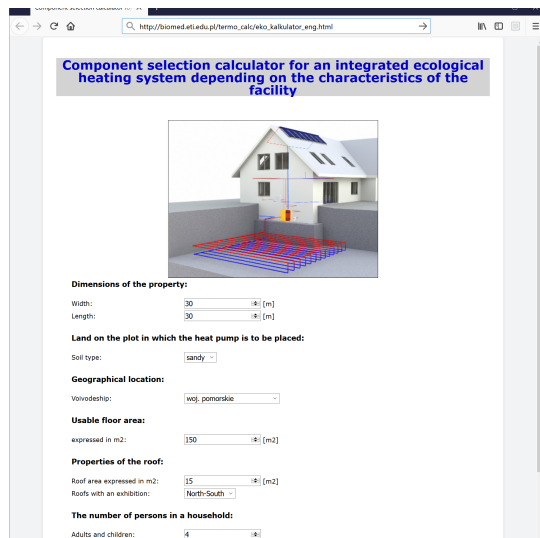 http://biomed.eti.edu.pl/termo_calc/eko_kalkulator_eng.html
Component selection calculator for an integrated ecological
heating system depending on the characteristics of the
facility
Dimensions of the property:
Width: 30 [m]
Length: 30 [m]
Land on the plot in which the heat pump is to be placed:
Soil type: sandy
Geographical location:
Voivodeship: woj. pomorskie
Usable floor area:
expressed in m2: 150 [m2]
Properties of the roof:
Roof area expressed in m2: 15 [m2]
Roofs with an exhibition: North-South
The number of persons in a household:
Adults and children: 4